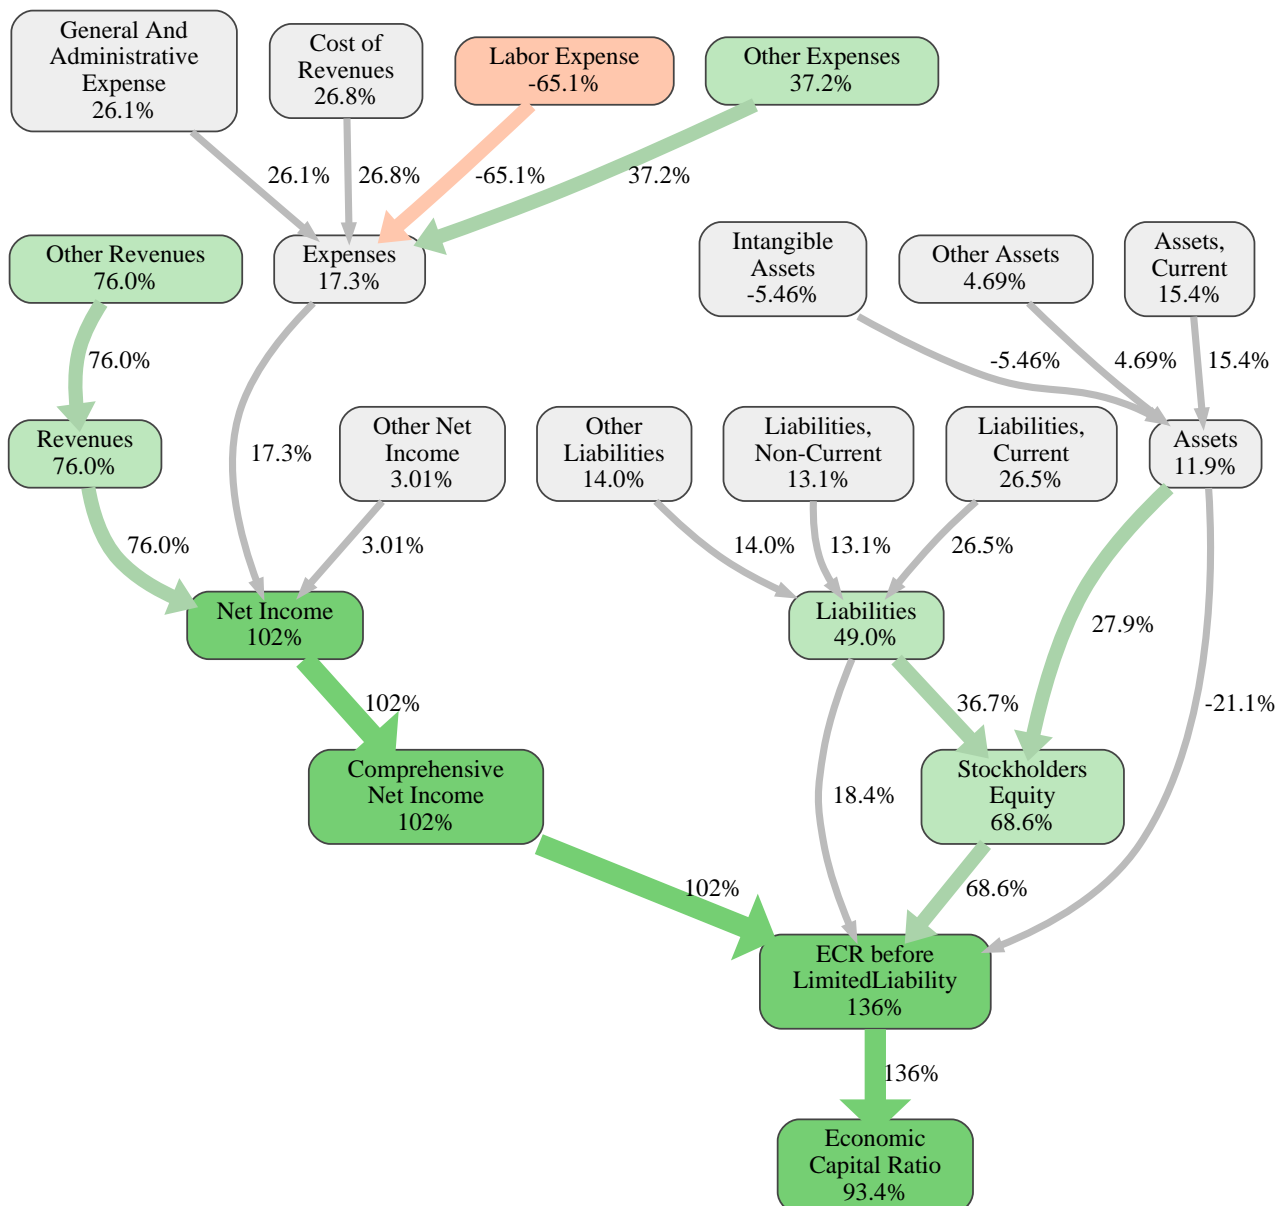 General And
Administrative
Expense
26.1%
Cost of
Revenues
26.8%
Labor Expense
-65.1%
Other Expenses
37.2%
26.1%
26.8%
-65.1%
37.2%
Other Revenues
76.0%
Expenses
17.3%
Intangible
Assets
-5.46%
Other Assets
4.69%
Assets,
Current
15.4%
76.0%
-5.46%
4.69%
15.4%
Revenues
76.0%
17.3%
Other Net
Income
3.01%
Other
Liabilities
14.0%
Liabilities,
Non-Current
13.1%
Liabilities,
Current
26.5%
Assets
11.9%
76.0%
3.01%
14.0%
13.1%
26.5%
Net Income
102%
Liabilities
49.0%
27.9%
102%
36.7%
-21.1%
Comprehensive
Net Income
102%
18.4%
Stockholders
Equity
68.6%
102%
68.6%
ECR before
LimitedLiability
136%
136%
Economic
Capital Ratio
93.4%